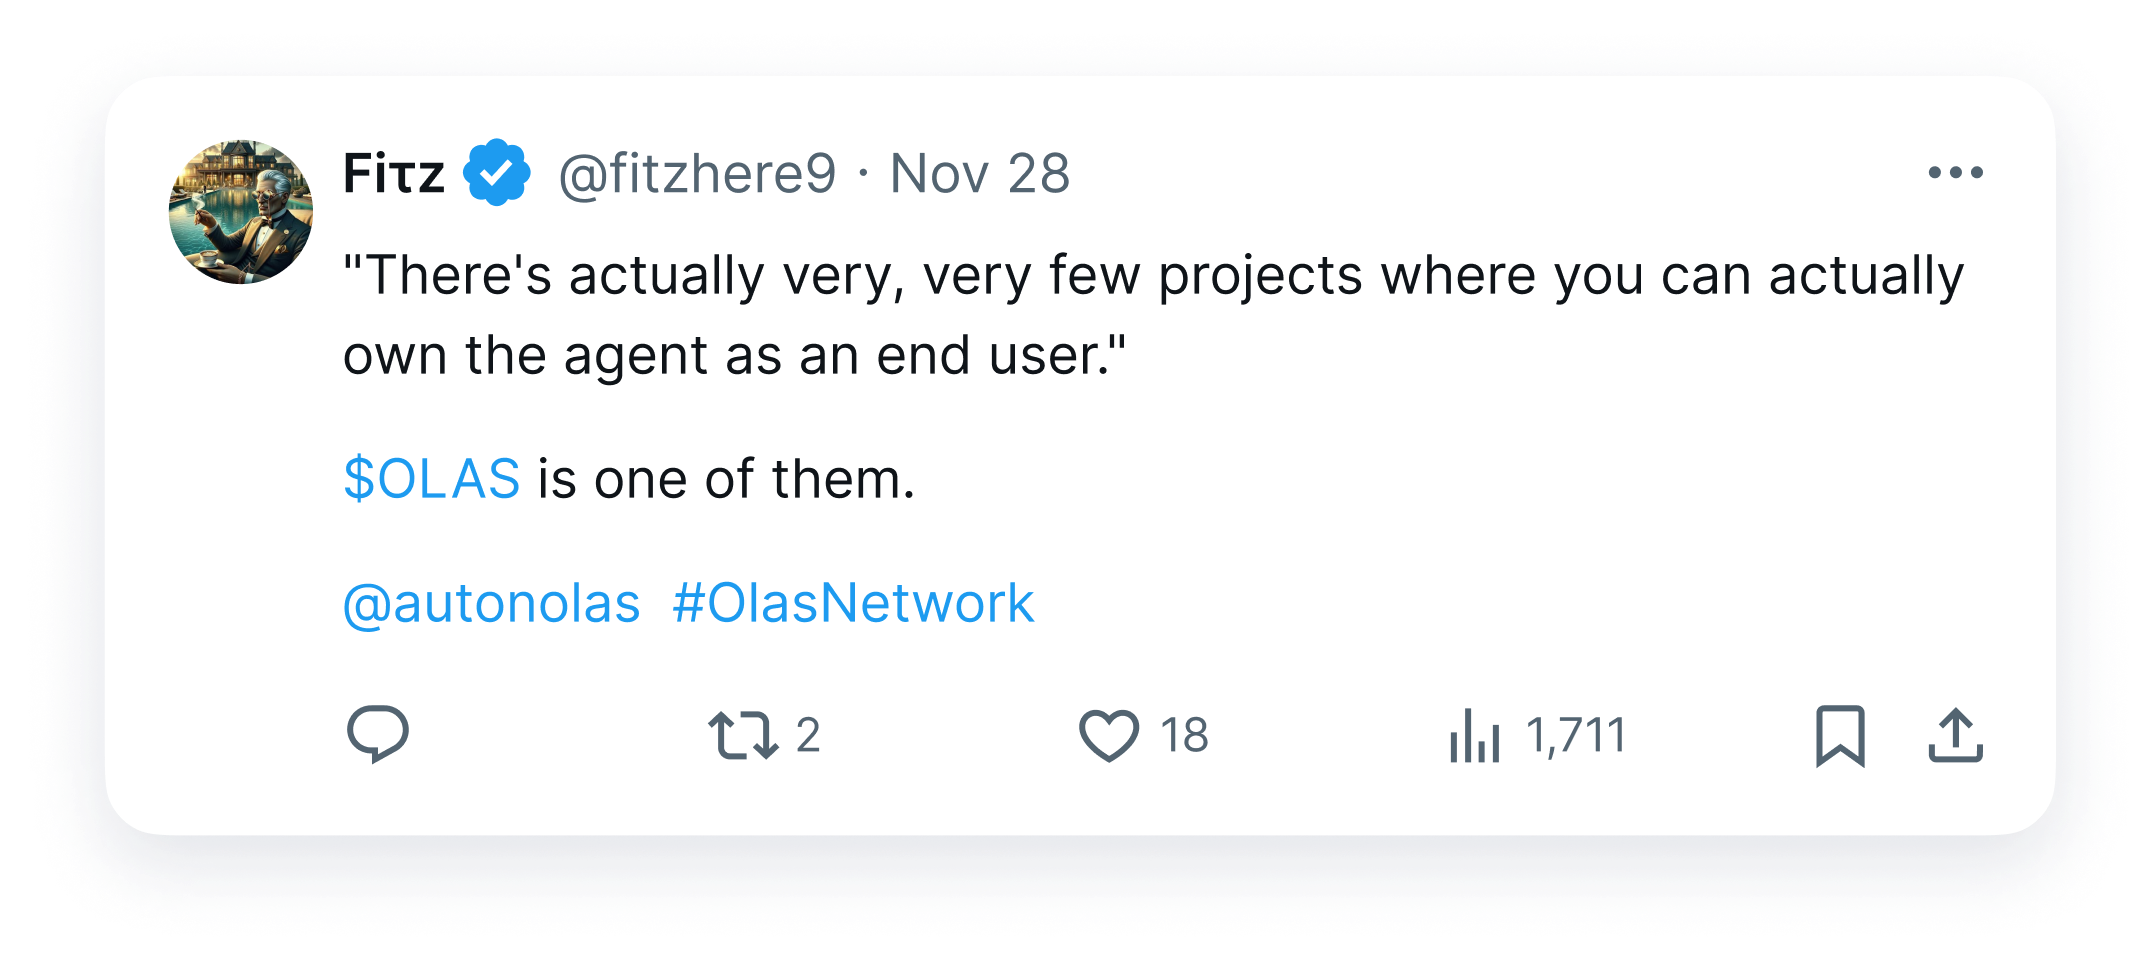 Fiτz @fitzhere9 · Nov 28
"There's actually very, very few projects where you can actually
own the agent as an end user."
$OLAS is one of them.
@autonolas #OlasNetwork
2 18 1,711